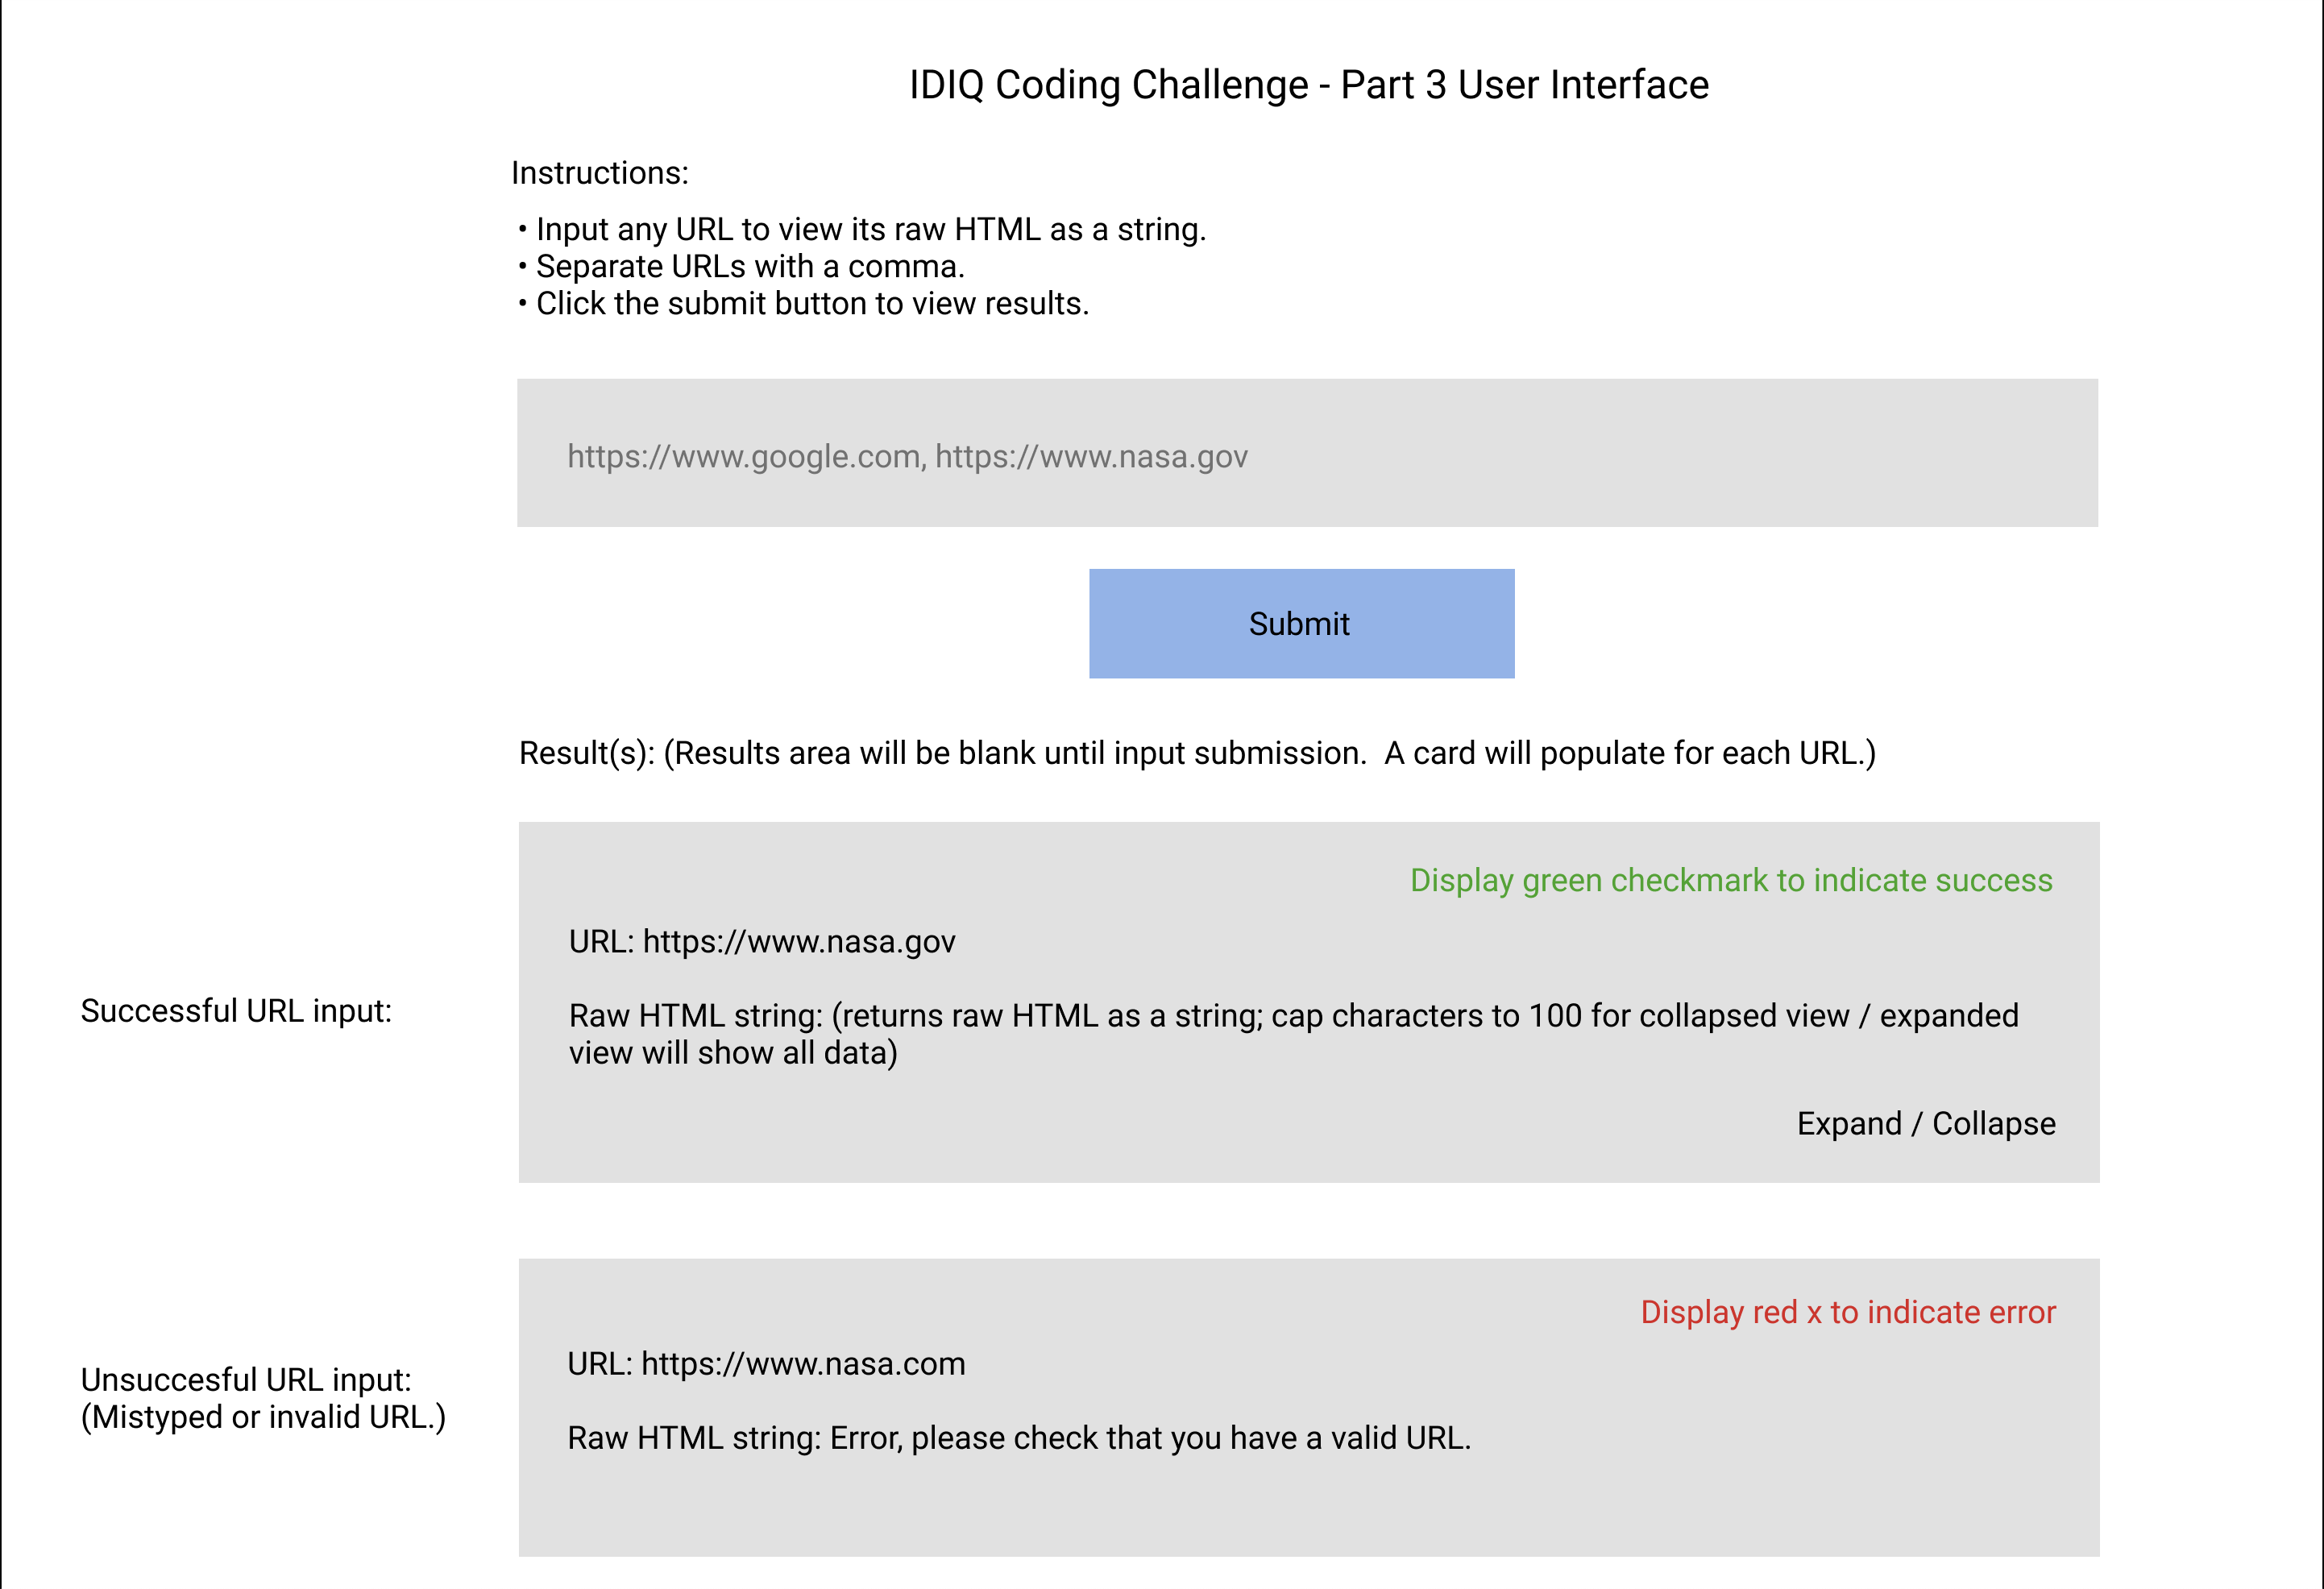 IDIQ Coding Challenge - Part 3 User Interface
Instructions:
• Input any URL to view its raw HTML as a string.
• Separate URLs with a comma.
• Click the submit button to view results.
https://www.google.com, https://www.nasa.gov
Submit
Result(s): (Results area will be blank until input submission.  A card will populate for each URL.)
Successful URL input:
Display green checkmark to indicate success
URL: https://www.nasa.gov
Raw HTML string: (returns raw HTML as a string; cap characters to 100 for collapsed view / expanded
view will show all data)
Expand / Collapse
Unsuccesful URL input:
(Mistyped or invalid URL.)
Display red x to indicate error
URL: https://www.nasa.com
Raw HTML string: Error, please check that you have a valid URL.